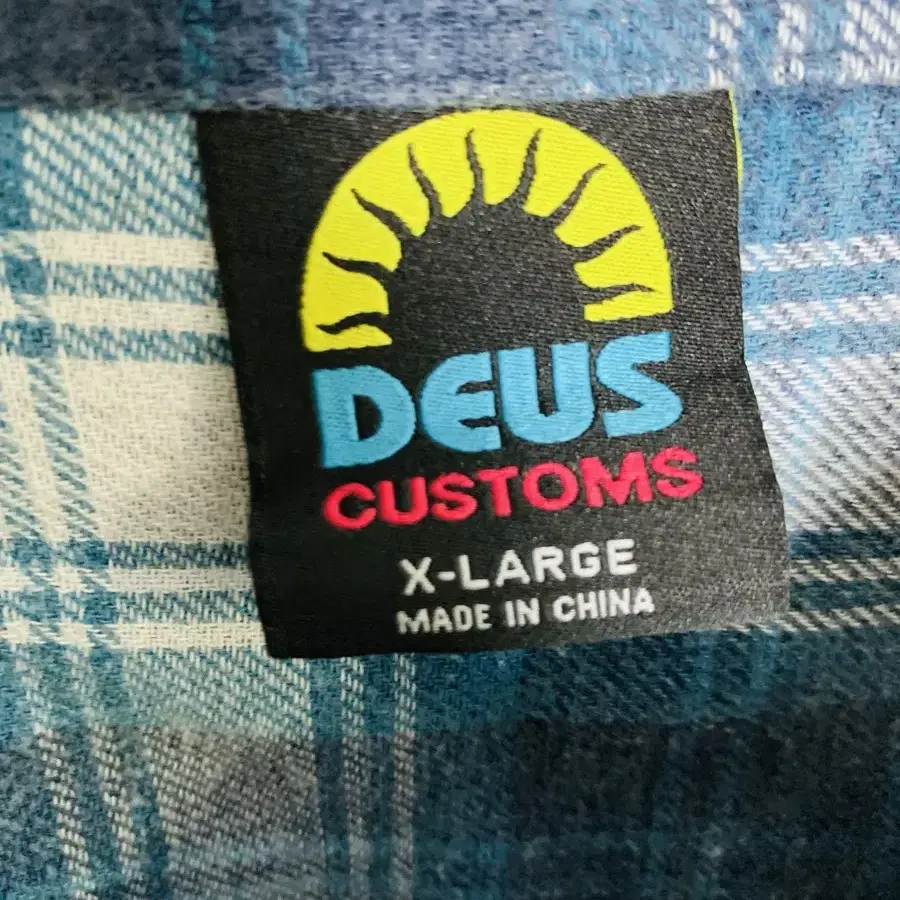 DEUS
CUSTOMS
X-LARGE
MADE IN CHINA